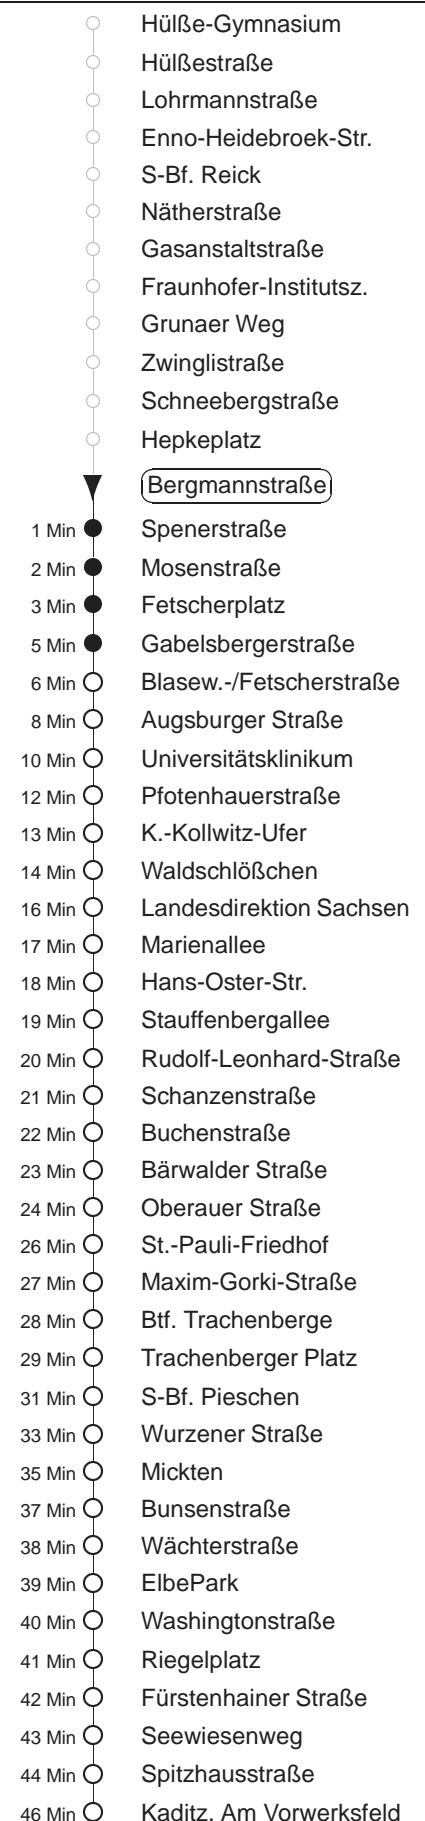 Hülße-Gymnasium
Hülßestraße
Lohrmannstraße
Enno-Heidebroek-Str.
S-Bf. Reick
Nätherstraße
Gasanstaltstraße
Fraunhofer-Institutsz.
Grunaer Weg
Zwinglistraße
Schneebergstraße
Hepkeplatz
Bergmannstraße
1 Min Spenerstraße
2 Min Mosenstraße
3 Min Fetscherplatz
5 Min Gabelsbergerstraße
6 Min Blasew.-/Fetscherstraße
8 Min Augsburger Straße
10 Min Universitätsklinikum
12 Min Pfotenhauerstraße
13 Min K.-Kollwitz-Ufer
14 Min Waldschlößchen
16 Min Landesdirektion Sachsen
17 Min Marienallee
18 Min Hans-Oster-Str.
19 Min Stauffenbergallee
20 Min Rudolf-Leonhard-Straße
21 Min Schanzenstraße
22 Min Buchenstraße
23 Min Bärwalder Straße
24 Min Oberauer Straße
26 Min St.-Pauli-Friedhof
27 Min Maxim-Gorki-Straße
28 Min Btf. Trachenberge
29 Min Trachenberger Platz
31 Min S-Bf. Pieschen
33 Min Wurzener Straße
35 Min Mickten
37 Min Bunsenstraße
38 Min Wächterstraße
39 Min ElbePark
40 Min Washingtonstraße
41 Min Riegelplatz
42 Min Fürstenhainer Straße
43 Min Seewiesenweg
44 Min Spitzhausstraße
46 Min Kaditz, Am Vorwerksfeld